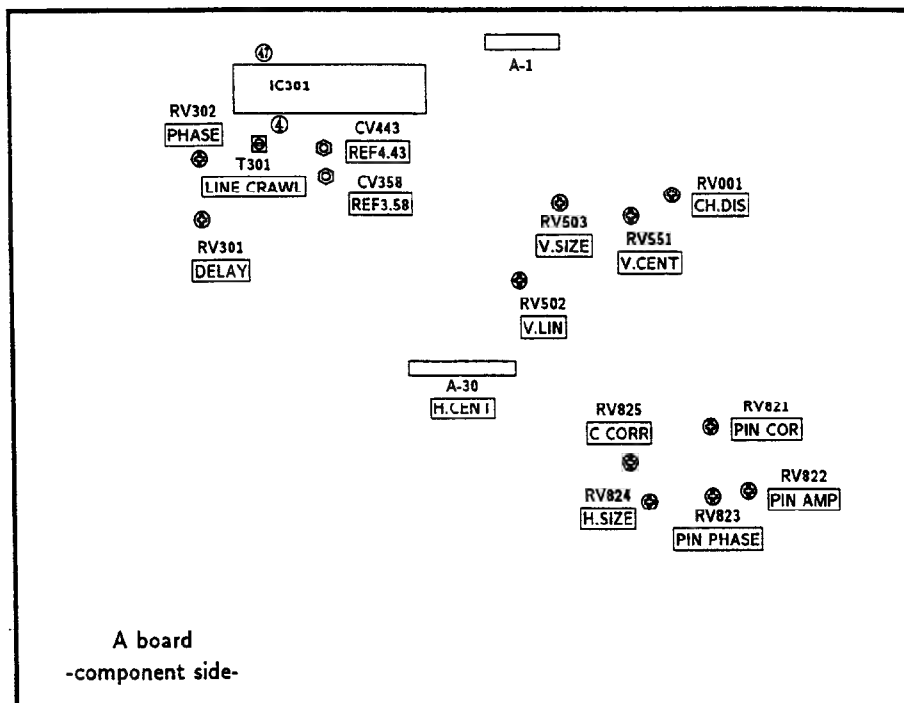 ㊼
IC301
A-1
RV302
PHASE
④
CV443
REF4.43
T301
LINE CRAWL
CV358
REF3.58
RV001
CH.DIS
RV503
V.SIZE
RV551
V.CENT
RV301
DELAY
RV502
V.LIN
A-30
H.CENT
RV825
C CORR
RV821
PIN COR
RV824
H.SIZE
RV823
PIN PHASE
RV822
PIN AMP
A board
-component side-